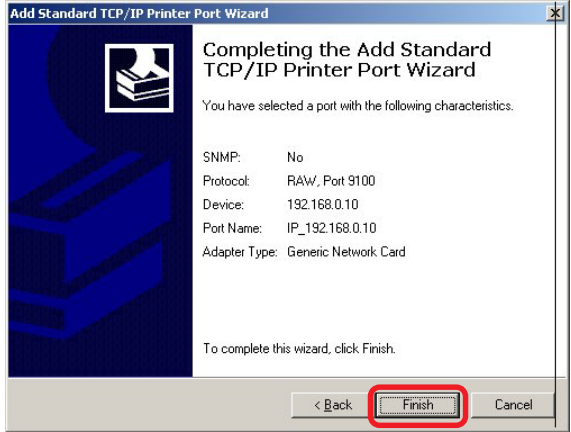 Add Standard TCP/IP Printer Port Wizard
Completing the Add Standard
TCP/IP Printer Port Wizard
You have selected a port with the following characteristics.
SNMP: No
Protocol: RAW, Port 9100
Device: 192.168.0.10
Port Name: IP_192.168.0.10
Adapter Type: Generic Network Card
To complete this wizard, click Finish.
< Back Finish Cancel